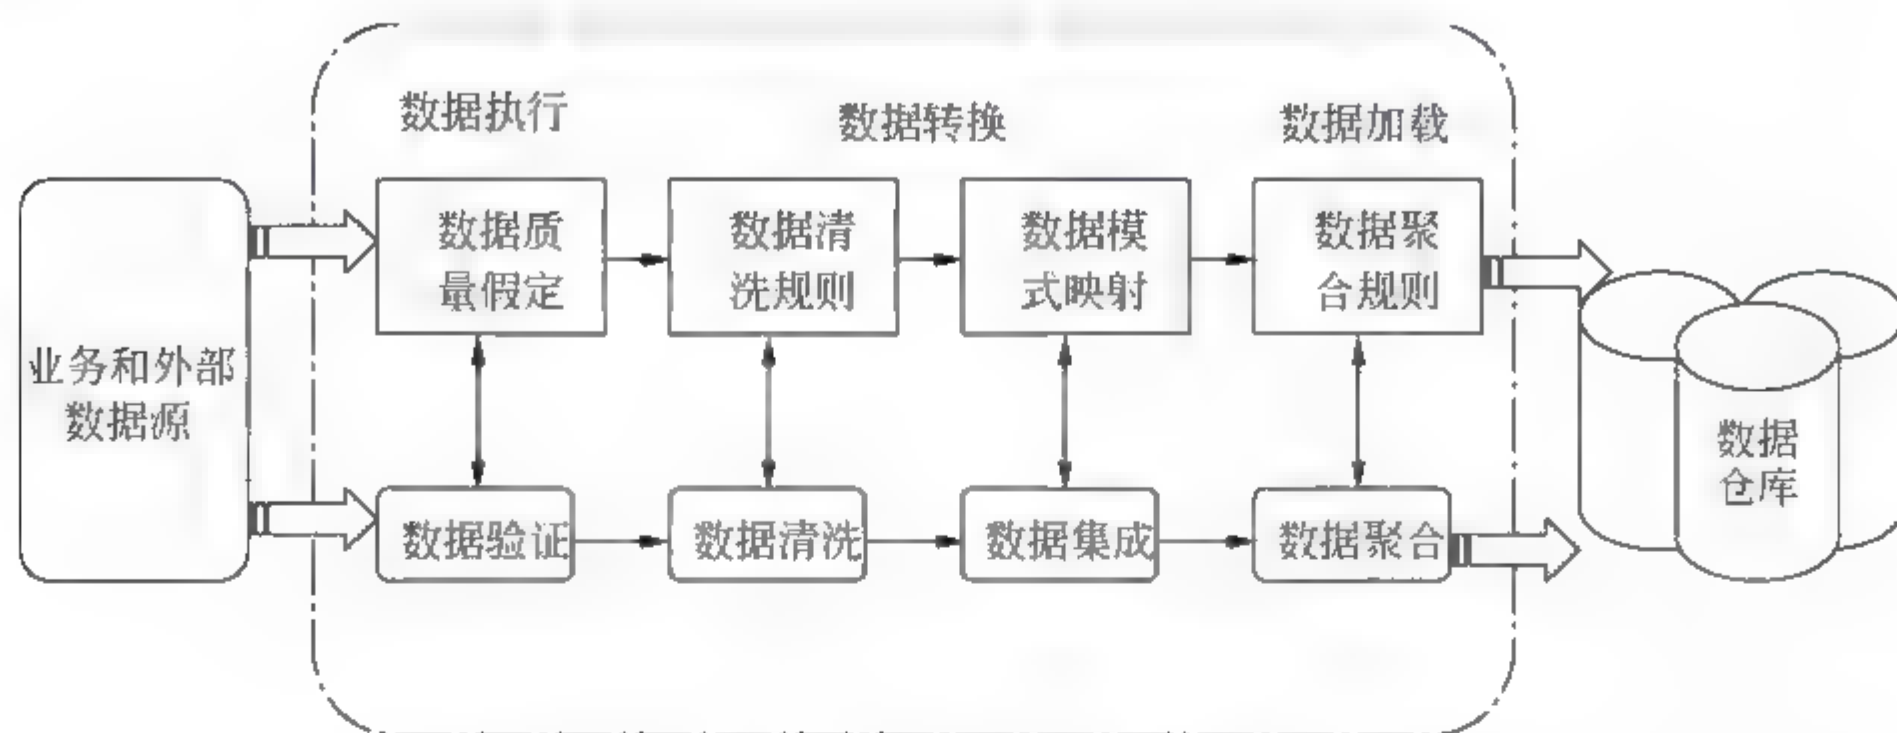 数据执行
数据转换
数据加载
业务和外部
数据源
数据质
量假定
数据清
洗规则
数据模
式映射
数据聚
合规则
数据验证
数据清洗
数据集成
数据聚合
数据
仓库